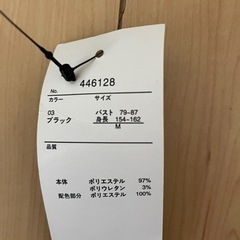 No. 446128
カラー サイズ
03 バスト 79-87
ブラック 身長 154-162
M
品質
本体 ポリエステル 97%
ポリウレタン 3%
配色部分 ポリエステル 100%